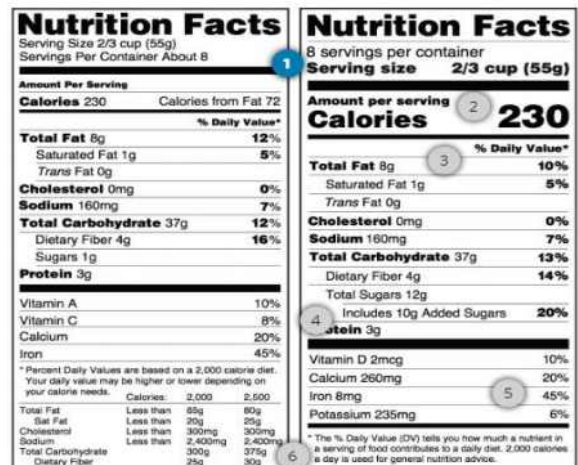 Nutrition Facts
Serving Size 2/3 cup (55g)
Servings Per Container About 8
Amount Per Serving
Calories 230 Calories from Fat 72
% Daily Value*
Total Fat 8g 12%
Saturated Fat 1g 5%
Trans Fat 0g
Cholesterol 0mg 0%
Sodium 160mg 7%
Total Carbohydrate 37g 12%
Dietary Fiber 4g 16%
Sugars 1g
Protein 3g
Vitamin A 10%
Vitamin C 8%
Calcium 20%
Iron 45%
* Percent Daily Values are based on a 2,000 calorie diet.
Your daily value may be higher or lower depending on
your calorie needs.
Calories: 2,000 2,500
Total Fat Less than 65g 80g
Sat Fat Less than 20g 25g
Cholesterol Less than 300mg 300mg
Sodium Less than 2,400mg 2,400mg
Total Carbohydrate 300g 375g
Dietary Fiber 25g 30g
1
Nutrition Facts
8 servings per container
Serving size 2/3 cup (55g)
Amount per serving
2
Calories 230
% Daily Value*
3
Total Fat 8g 10%
Saturated Fat 1g 5%
Trans Fat 0g
Cholesterol 0mg 0%
Sodium 160mg 7%
Total Carbohydrate 37g 13%
Dietary Fiber 4g 14%
Total Sugars 12g
Includes 10g Added Sugars 20%
4
otein 3g
Vitamin D 2mcg 10%
Calcium 260mg 20%
Iron 8mg 45%
5
Potassium 235mg 6%
6
* The % Daily Value (DV) tells you how much a nutrient in
a serving of food contributes to a daily diet. 2,000 calories
a day is used for general nutrition advice.